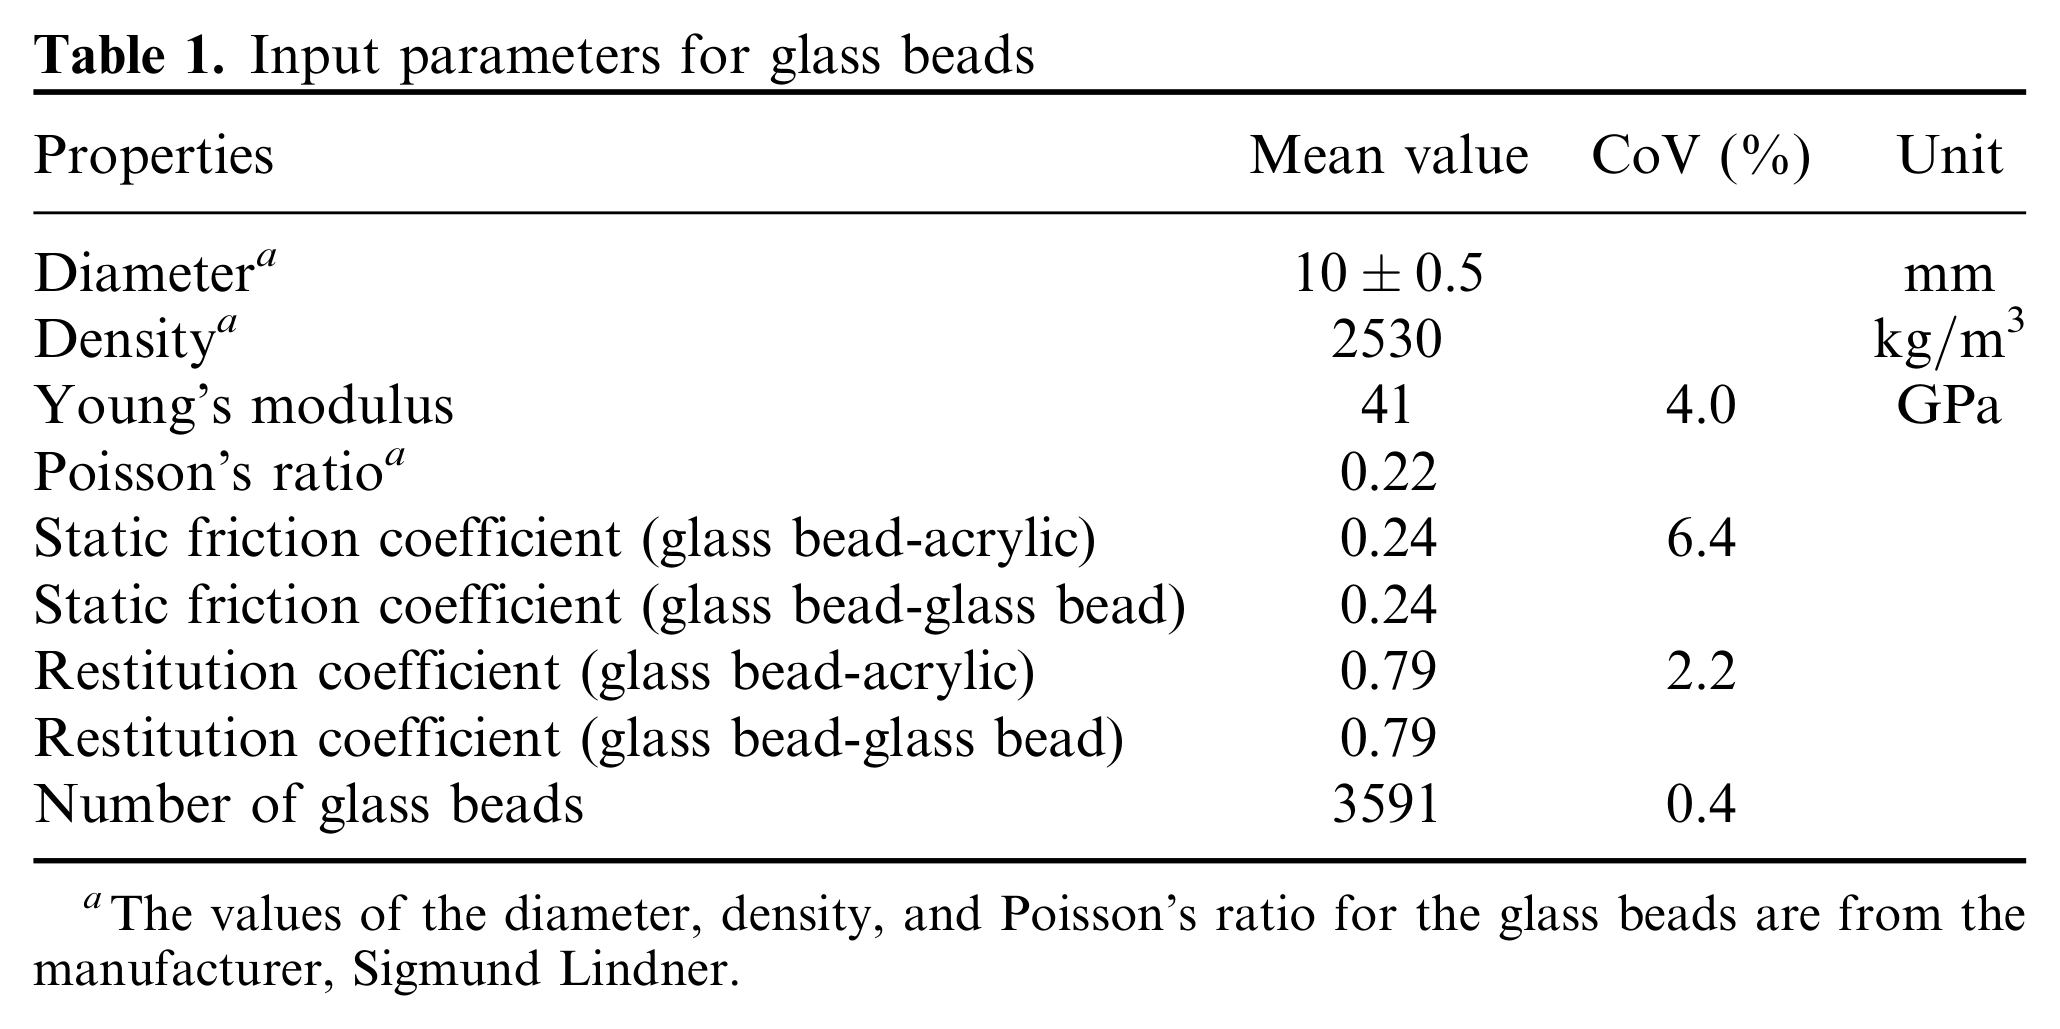 Table 1. Input parameters for glass beads
Properties Mean value CoV (%) Unit
Diameterᵃ 10 ± 0.5 mm
Densityᵃ 2530 kg/m³
Young’s modulus 41 4.0 GPa
Poisson’s ratioᵃ 0.22
Static friction coefficient (glass bead-acrylic) 0.24 6.4
Static friction coefficient (glass bead-glass bead) 0.24
Restitution coefficient (glass bead-acrylic) 0.79 2.2
Restitution coefficient (glass bead-glass bead) 0.79
Number of glass beads 3591 0.4
ᵃ The values of the diameter, density, and Poisson’s ratio for the glass beads are from the
manufacturer, Sigmund Lindner.